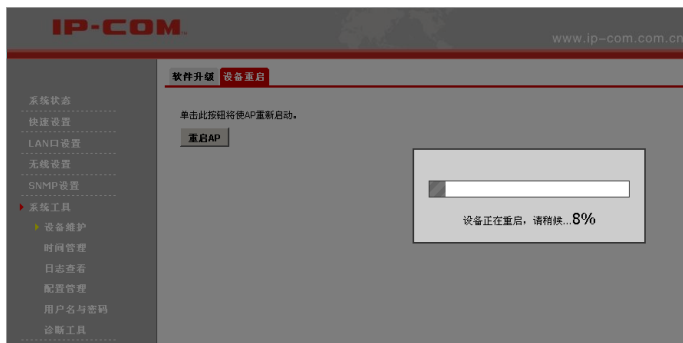 IP-COM
www.ip-com.com.cn
软件升级 设备重启
系统状态
快速设置
LAN口设置
无线设置
SNMP设置
系统工具
设备维护
时间管理
日志查看
配置管理
用户名与密码
诊断工具
单击此按钮将使AP重新启动。
重启AP
设备正在重启，请稍候...8%